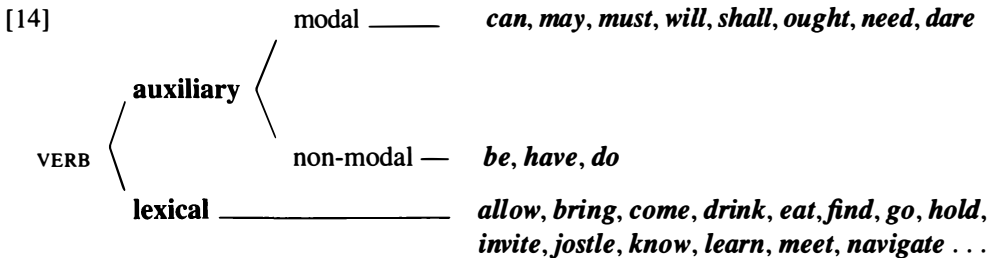 [14] modal can, may, must, will, shall, ought, need, dare
auxiliary
VERB non-modal be, have, do
lexical allow, bring, come, drink, eat, find, go, hold,
invite, jostle, know, learn, meet, navigate . . .